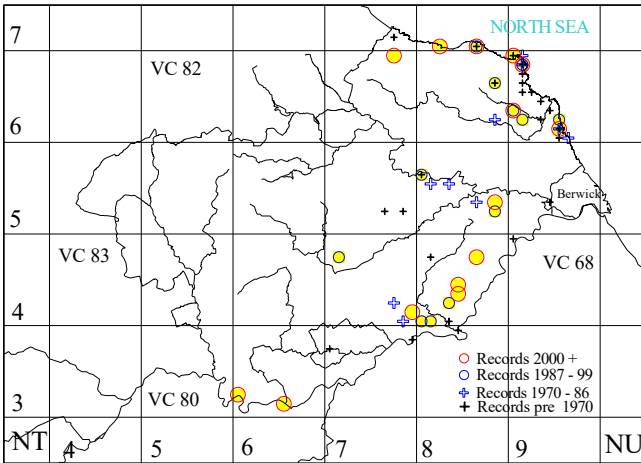 7
NORTH SEA
VC 82
6
Berwick
5
VC 83
VC 68
4
Records 2000 +
Records 1987 - 99
Records 1970 - 86
Records pre 1970
VC 80
3
NT 4 5 6 7 8 9 NU